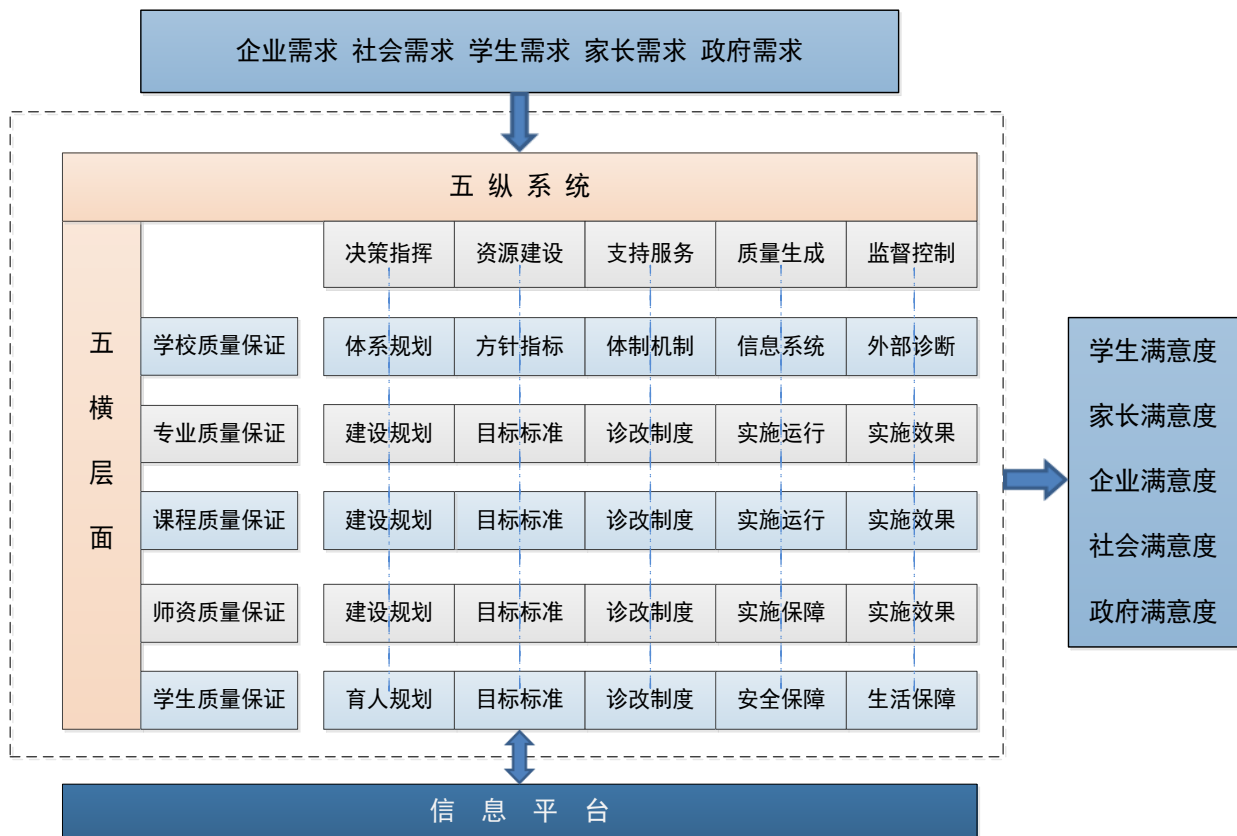 企业需求 社会需求 学生需求 家长需求 政府需求
五 纵 系 统
决策指挥 资源建设 支持服务 质量生成 监督控制
五横层面
学校质量保证 体系规划 方针指标 体制机制 信息系统 外部诊断
专业质量保证 建设规划 目标标准 诊改制度 实施运行 实施效果
课程质量保证 建设规划 目标标准 诊改制度 实施运行 实施效果
师资质量保证 建设规划 目标标准 诊改制度 实施保障 实施效果
学生质量保证 育人规划 目标标准 诊改制度 安全保障 生活保障
学生满意度
家长满意度
企业满意度
社会满意度
政府满意度
信 息 平 台